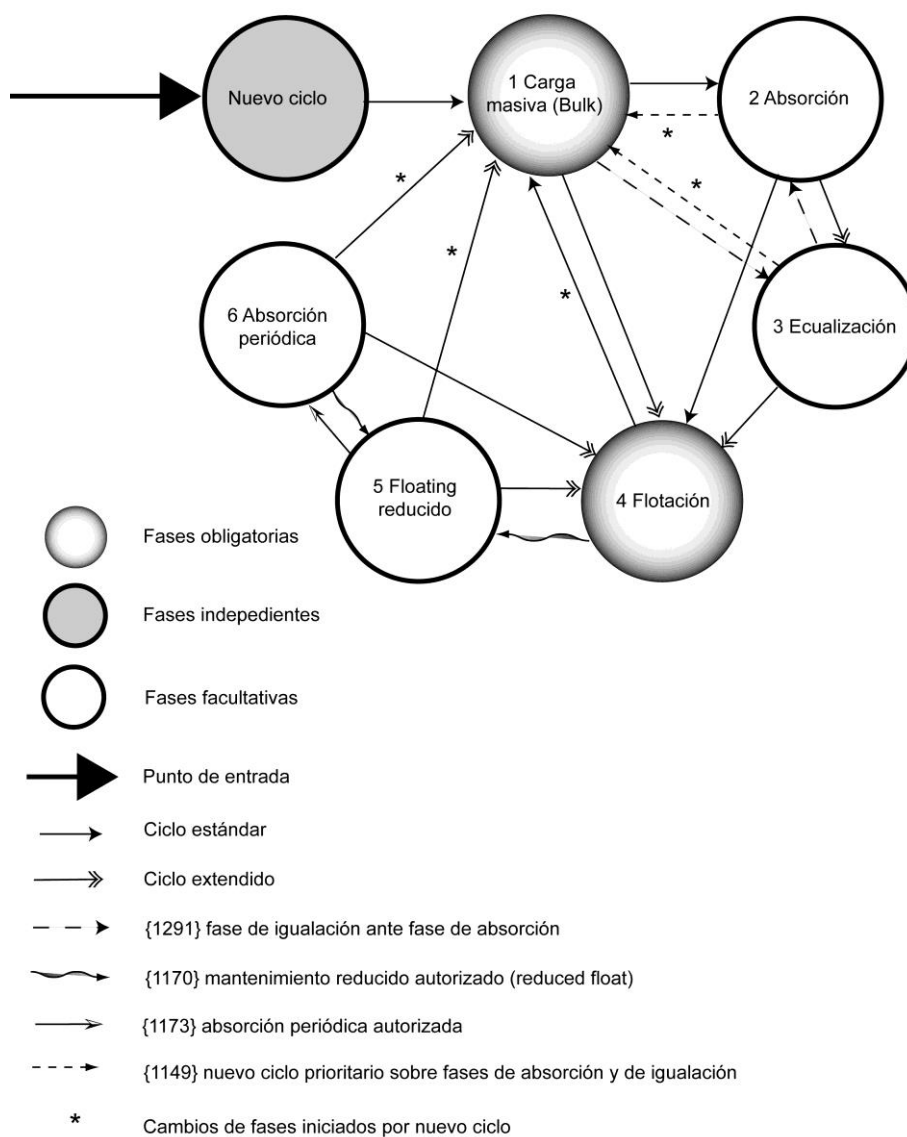 Nuevo ciclo
1 Carga
masiva (Bulk)
2 Absorción
*
*
*
*
*
6 Absorción
periódica
3 Ecualización
5 Floating
reducido
4 Flotación
Fases obligatorias
Fases indepedientes
Fases facultativas
Punto de entrada
Ciclo estándar
Ciclo extendido
{1291} fase de igualación ante fase de absorción
{1170} mantenimiento reducido autorizado (reduced float)
{1173} absorción periódica autorizada
{1149} nuevo ciclo prioritario sobre fases de absorción y de igualación
* Cambios de fases iniciados por nuevo ciclo